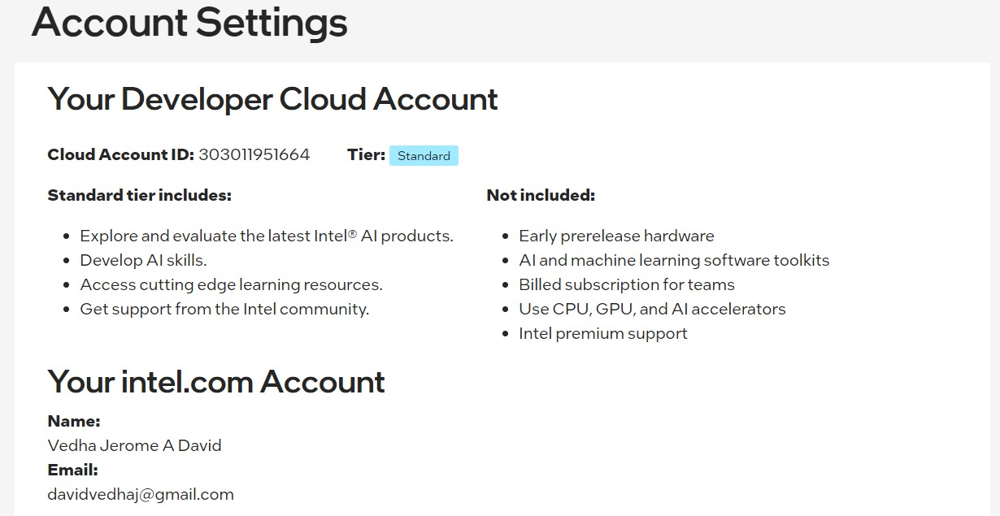 Account Settings
Your Developer Cloud Account
Cloud Account ID: 303011951664 Tier: Standard
Standard tier includes:
Explore and evaluate the latest Intel® AI products.
Develop AI skills.
Access cutting edge learning resources.
Get support from the Intel community.
Not included:
Early prerelease hardware
AI and machine learning software toolkits
Billed subscription for teams
Use CPU, GPU, and AI accelerators
Intel premium support
Your intel.com Account
Name:
Vedha Jerome A David
Email:
davidvedhaj@gmail.com